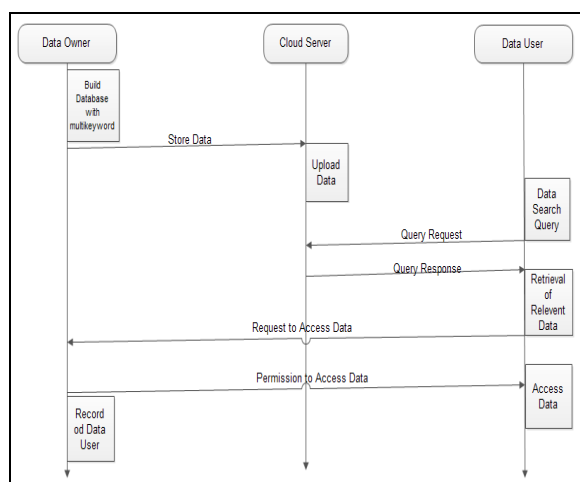 Data Owner
Cloud Server
Data User
Build
Database
with
multikeyword
Store Data
Upload
Data
Data
Search
Query
Query Request
Query Response
Retrieval
of
Relevent
Data
Request to Access Data
Permission to Access Data
Access
Data
Record
od Data
User